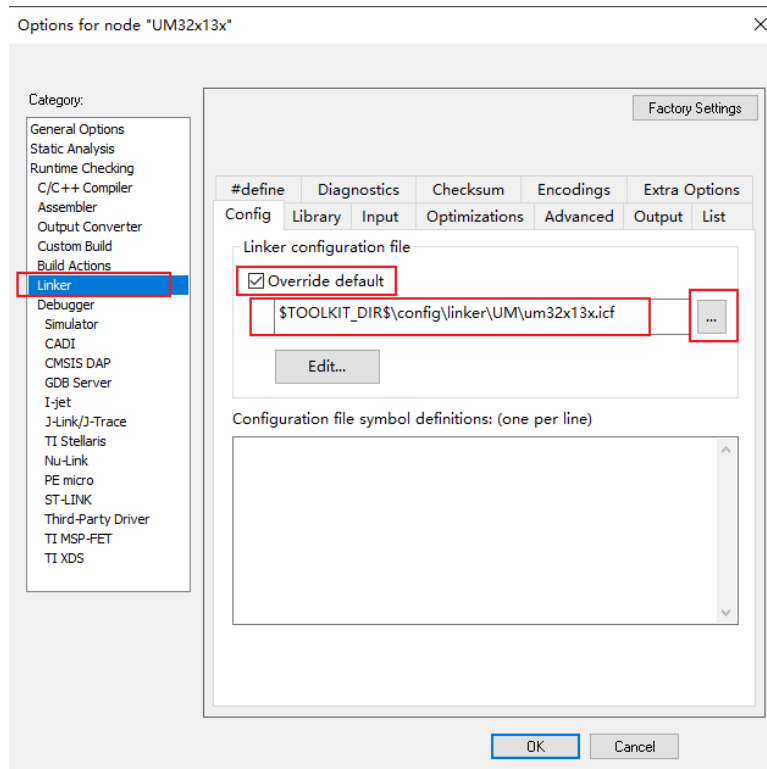 Options for node "UM32x13x"
Category:
General Options
Static Analysis
Runtime Checking
C/C++ Compiler
Assembler
Output Converter
Custom Build
Build Actions
Linker
Debugger
Simulator
CADI
CMSIS DAP
GDB Server
I-jet
J-Link/J-Trace
TI Stellaris
Nu-Link
PE micro
ST-LINK
Third-Party Driver
TI MSP-FET
TI XDS
Factory Settings
#define Diagnostics Checksum Encodings Extra Options
Config Library Input Optimizations Advanced Output List
Linker configuration file
Override default
$TOOLKIT_DIR$\config\linker\UM\um32x13x.icf
...
Edit...
Configuration file symbol definitions: (one per line)
OK Cancel